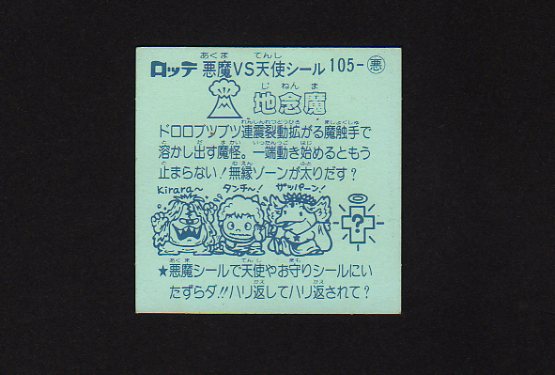 ロッテ 悪魔VS天使シール 105-悪
地念魔
ドロロブツブツ連震裂動拡がる魔触手で
溶かし出す魔怪。一端動き始めるともう
止まらない!無縁ゾーンが太りだす?
Kirara〜 タンチ〜! ザッパーン!
?
★悪魔シールで天使やお守りシールにい
たずらダ!!ハリ返してハリ返されて?